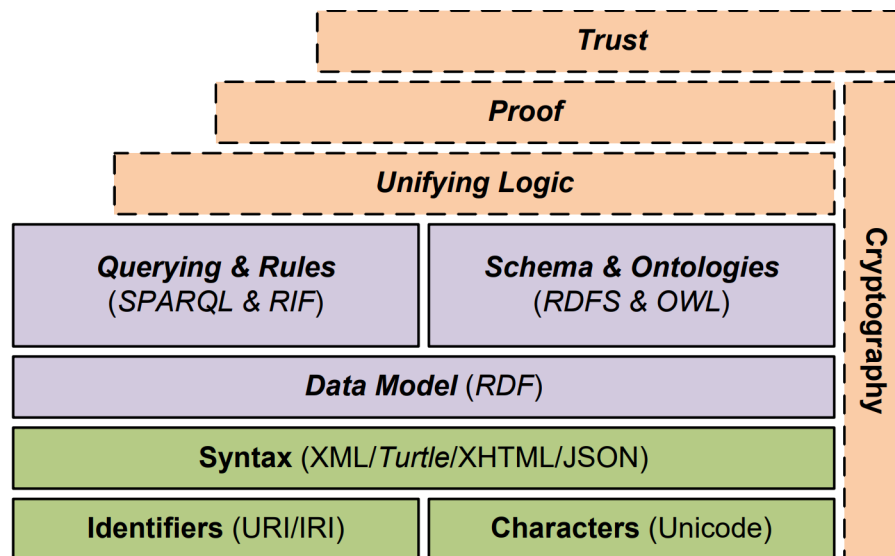 Trust
Proof
Unifying Logic
Querying & Rules
(SPARQL & RIF)
Schema & Ontologies
(RDFS & OWL)
Data Model (RDF)
Syntax (XML/Turtle/XHTML/JSON)
Identifiers (URI/IRI)
Characters (Unicode)
Cryptography